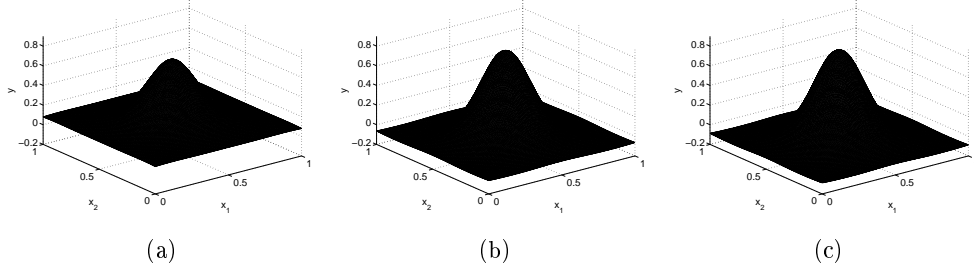 0.8 0.8 0.8
0.6 0.6 0.6
y 0.4 y 0.4 y 0.4
0.2 0.2 0.2
0 0 0
−0.2 −0.2 −0.2
1 1 1 1 1
0.5 0.5 0.5 0.5 0.5 0.5
x2 0 0 x1 x2 0 0 x1 x2 0 0 x1
(a) (b) (c)